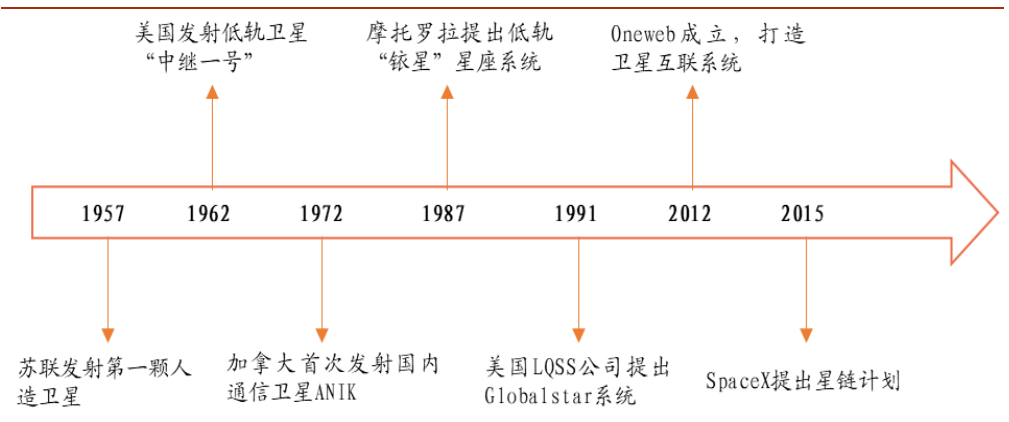 美国发射低轨卫星
“中继一号”
摩托罗拉提出低轨
“铱星”星座系统
Oneweb成立，打造
卫星互联系统
1957
1962
1972
1987
1991
2012
2015
苏联发射第一颗人
造卫星
加拿大首次发射国内
通信卫星ANIK
美国LQSS公司提出
Globalstar系统
SpaceX提出星链计划